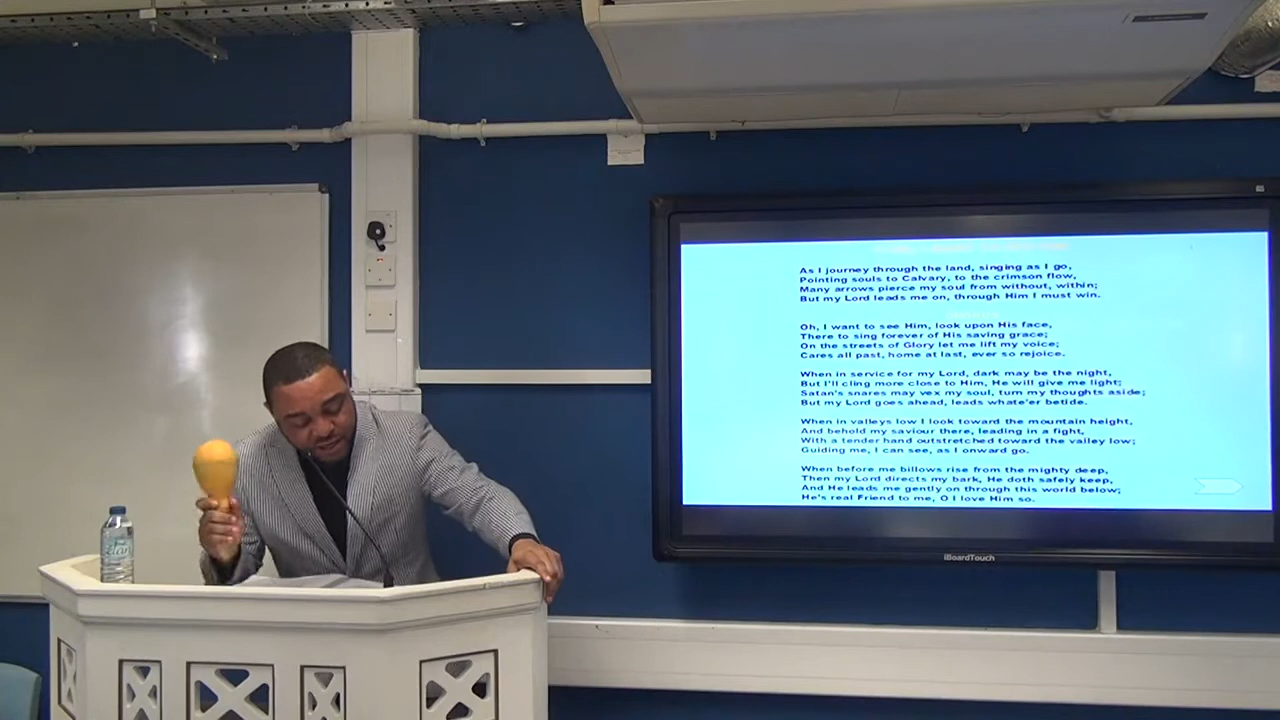 As I journey through the land, singing as I go,
Pointing souls to Calvary, to the crimson flow,
Many arrows pierce my soul from without, within;
But my Lord leads me on, through Him I must win.
Oh, I want to see Him, look upon His face,
There to sing forever of His saving grace;
On the streets of Glory let me lift my voice;
Cares all past, home at last, ever so rejoice.
When in service for my Lord, dark may be the night,
But I'll cling more close to Him, He will give me light;
Satan's snares may vex my soul, turn my thoughts aside;
But my Lord goes ahead, leads whate'er betide.
When in valleys low I look toward the mountain height,
And behold my saviour there, leading in a fight,
With a tender hand outstretched toward the valley low;
Guiding me, I can see, as I onward go.
When before me billows rise from the mighty deep,
Then my Lord directs my bark, He doth safely keep,
And He leads me gently on through this world below;
He's real Friend to me, O I love Him so.
iBoardTouch